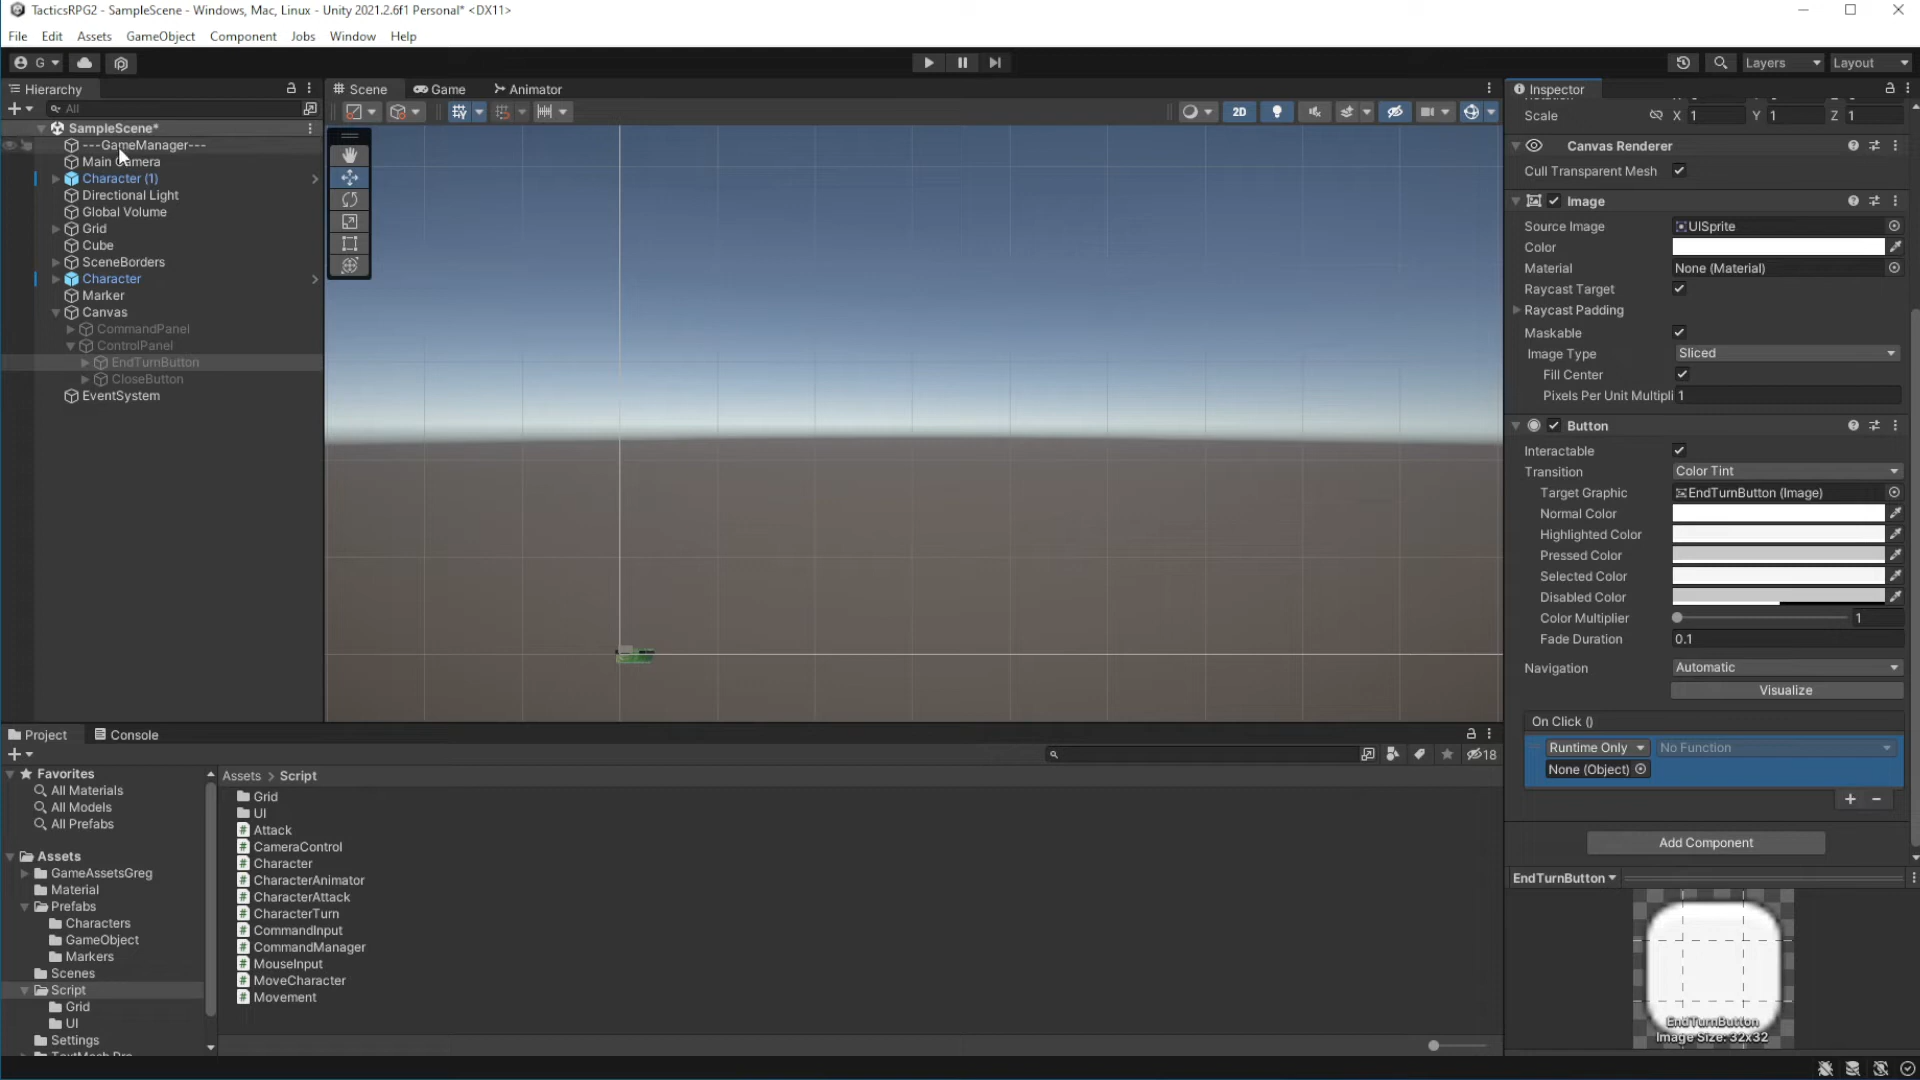 TacticsRPG2 - SampleScene - Windows, Mac, Linux - Unity 2021.2.6f1 Personal* <DX11>
File Edit Assets GameObject Component Jobs Window Help
G Layers Layout
Hierarchy
All
SampleScene*
---GameManager---
Main Camera
Character (1)
Directional Light
Global Volume
Grid
Cube
SceneBorders
Character
Marker
Canvas
CommandPanel
ControlPanel
EndTurnButton
CloseButton
EventSystem
Scene Game Animator
2D
Inspector
Scale X 1 Y 1 Z 1
Canvas Renderer
Cull Transparent Mesh
Image
Source Image UISprite
Color
Material None (Material)
Raycast Target
Raycast Padding
Maskable
Image Type Sliced
Fill Center
Pixels Per Unit Multipli 1
Button
Interactable
Transition Color Tint
Target Graphic EndTurnButton (Image)
Normal Color
Highlighted Color
Pressed Color
Selected Color
Disabled Color
Color Multiplier 1
Fade Duration 0.1
Navigation Automatic
Visualize
On Click ()
Runtime Only No Function
None (Object)
Add Component
EndTurnButton
EndTurnButton
Image Size: 32x32
Project Console
18
Favorites
All Materials
All Models
All Prefabs
Assets
GameAssetsGreg
Material
Prefabs
Characters
GameObject
Markers
Scenes
Script
Grid
UI
Settings
Assets > Script
Grid
UI
Attack
CameraControl
Character
CharacterAnimator
CharacterAttack
CharacterTurn
CommandInput
CommandManager
MouseInput
MoveCharacter
Movement